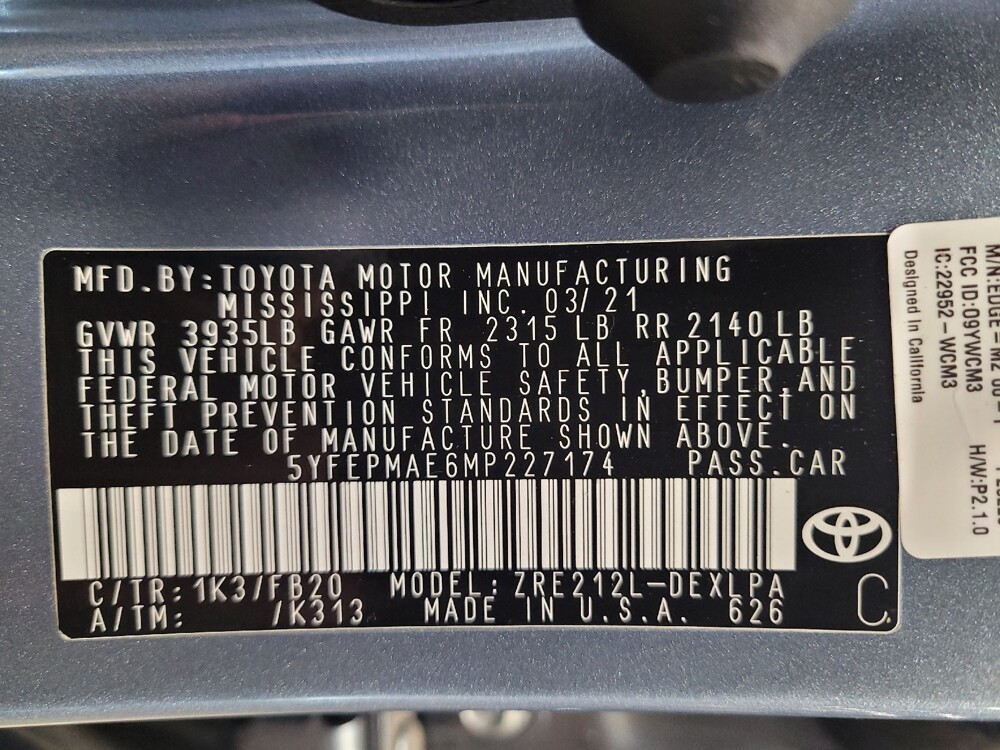 MFD.BY:TOYOTA MOTOR MANUFACTURING
MISSISSIPPI INC. 03/21
GVWR 3935LB GAWR FR 2315 LB RR 2140 LB
THIS VEHICLE CONFORMS TO ALL APPLICABLE
FEDERAL MOTOR VEHICLE SAFETY,BUMPER,AND
THEFT PREVENTION STANDARDS IN EFFECT ON
THE DATE OF MANUFACTURE SHOWN ABOVE.
5YFEPMAE6MP227174 PASS.CAR
C/TR:1K3/FB20 MODEL:ZRE212L-DEXLPA
A/TM: /K313 MADE IN U.S.A. 626
C
FCC ID:09YWCM3 H/W:P2.1.0
IC:22952-WCM3
Designed In California